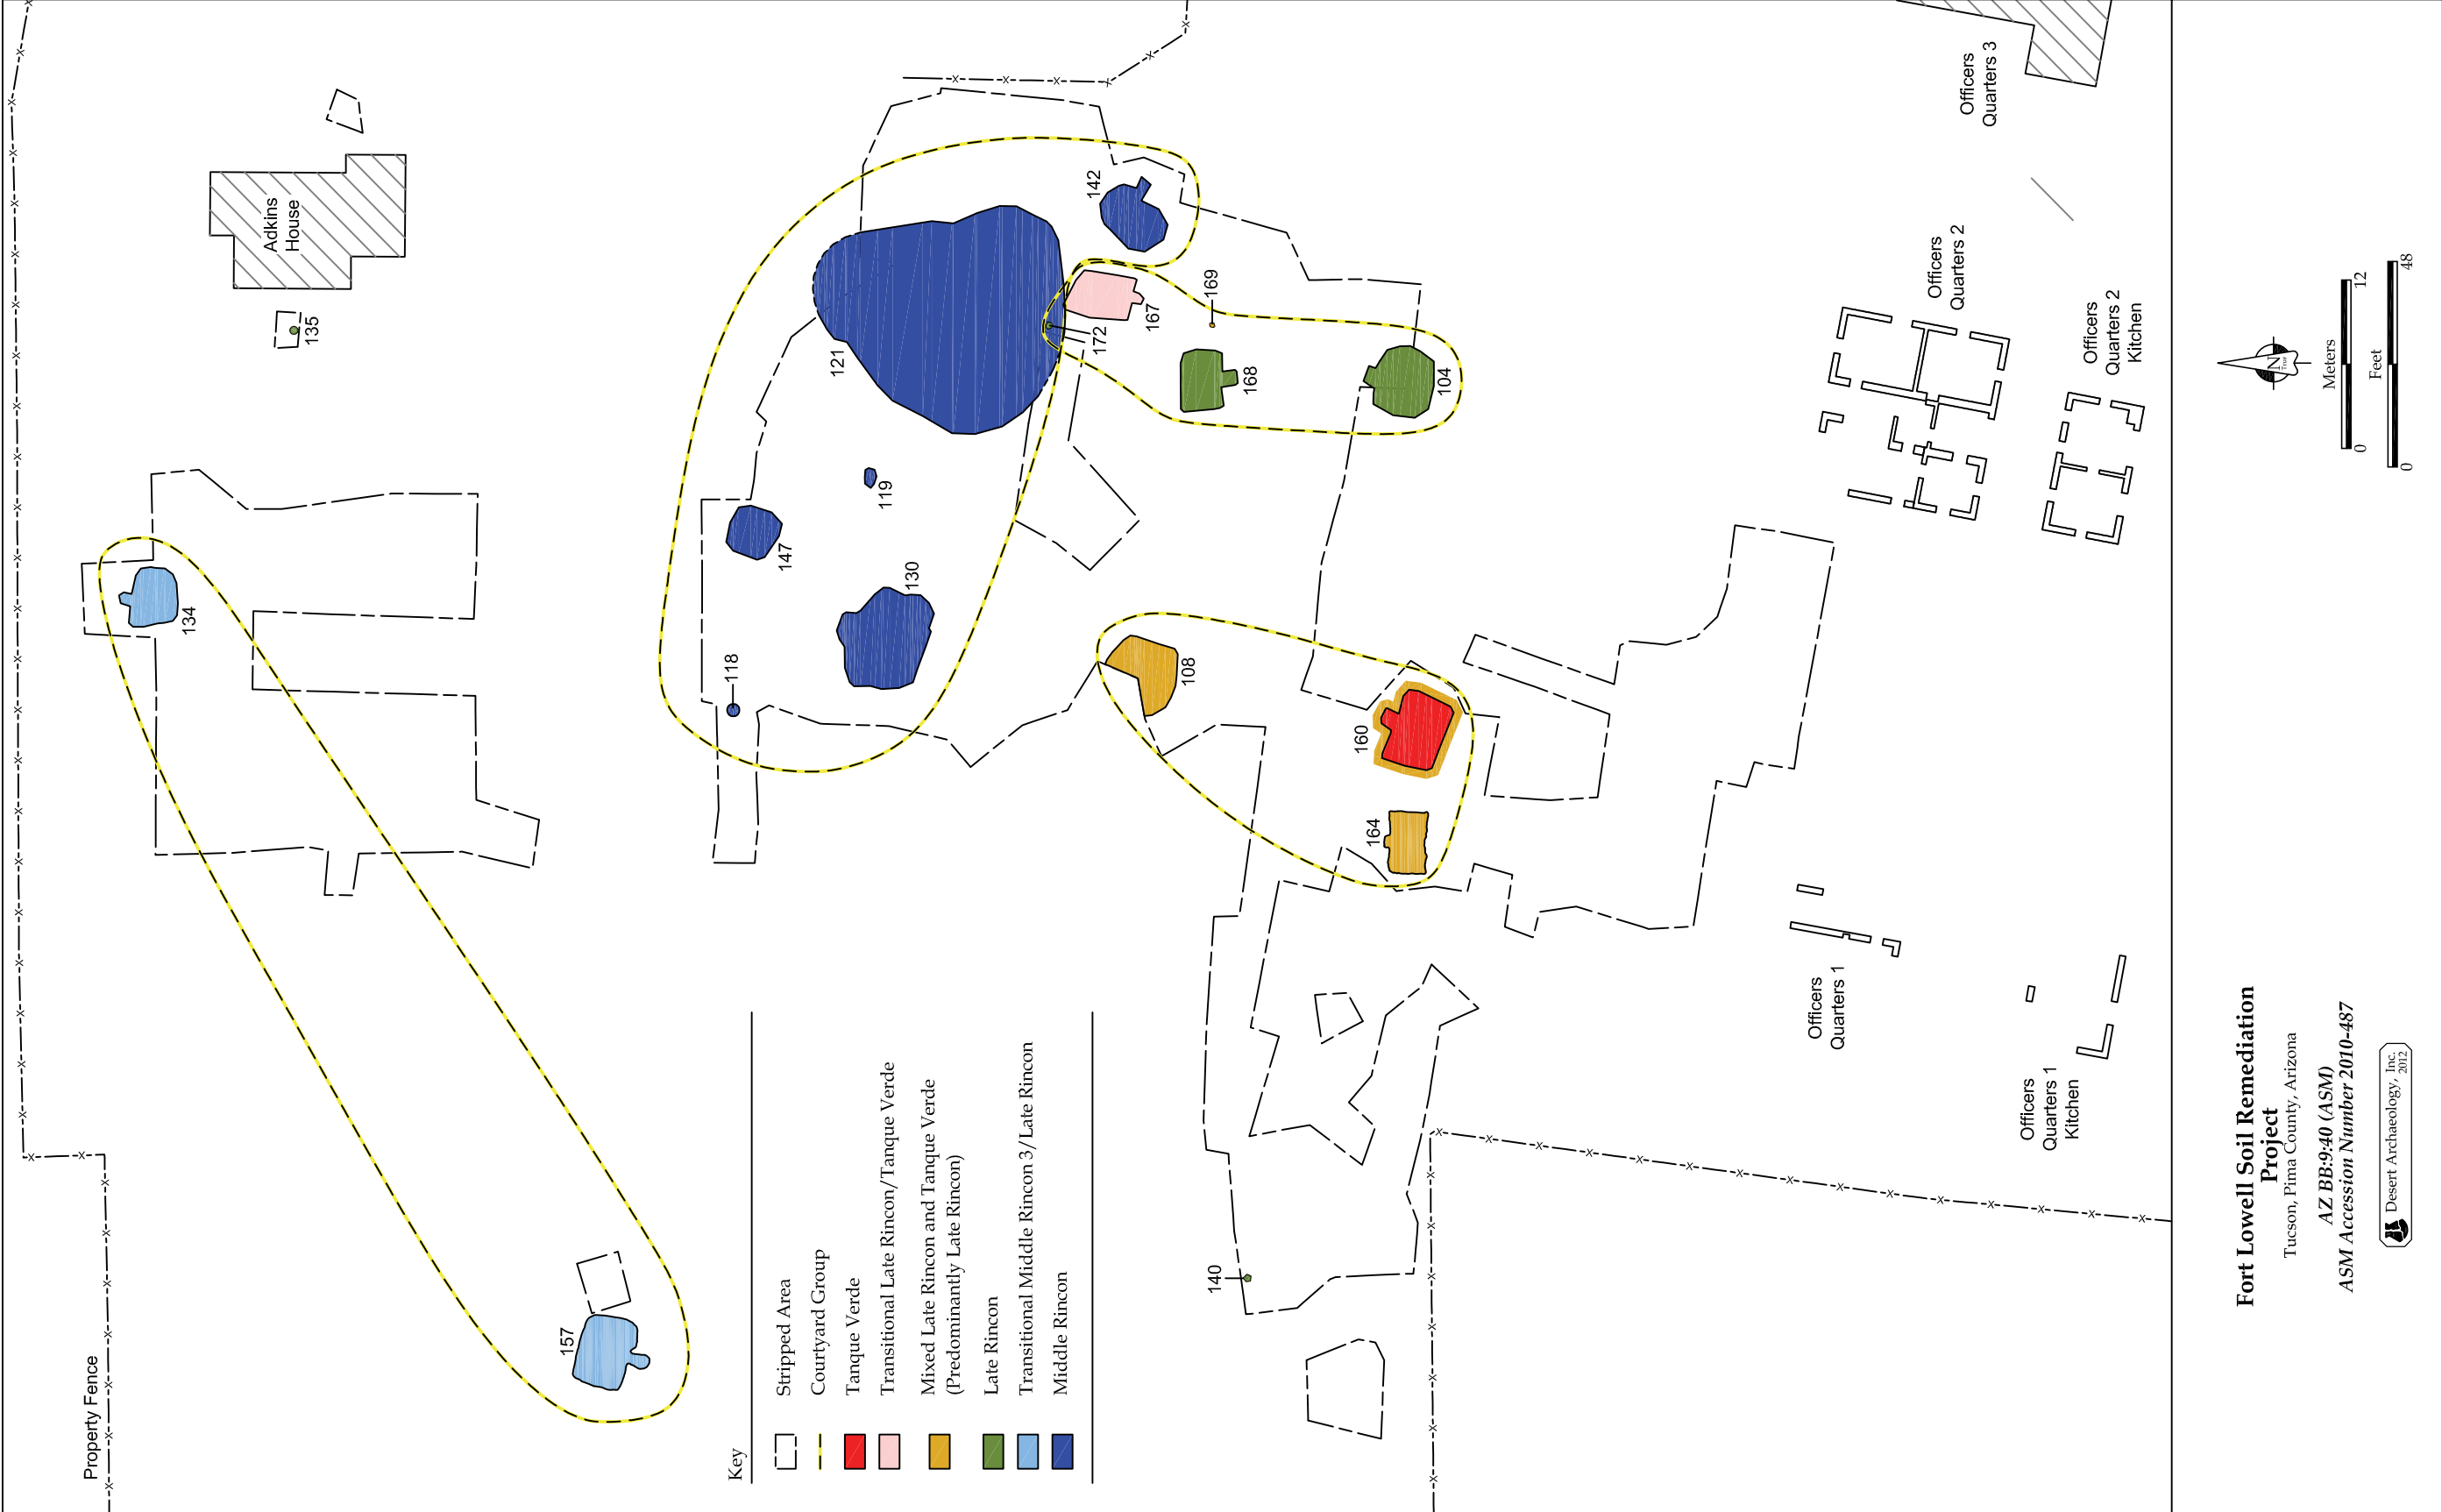 Property Fence
Adkins
House
135
134
157
118
147
119
130
121
142
167
172
169
168
104
108
160
164
140
Officers
Quarters 3
Officers
Quarters 2
Officers
Quarters 2
Kitchen
Officers
Quarters 1
Officers
Quarters 1
Kitchen
Key
Stripped Area
Courtyard Group
Tanque Verde
Transitional Late Rincon/Tanque Verde
Mixed Late Rincon and Tanque Verde
(Predominantly Late Rincon)
Late Rincon
Transitional Middle Rincon 3/Late Rincon
Middle Rincon
Fort Lowell Soil Remediation
Project
Tucson, Pima County, Arizona
AZ BB:9:40 (ASM)
ASM Accession Number 2010-487
Desert Archaeology, Inc.
2012
N
True
Meters
0 12
Feet
0 48